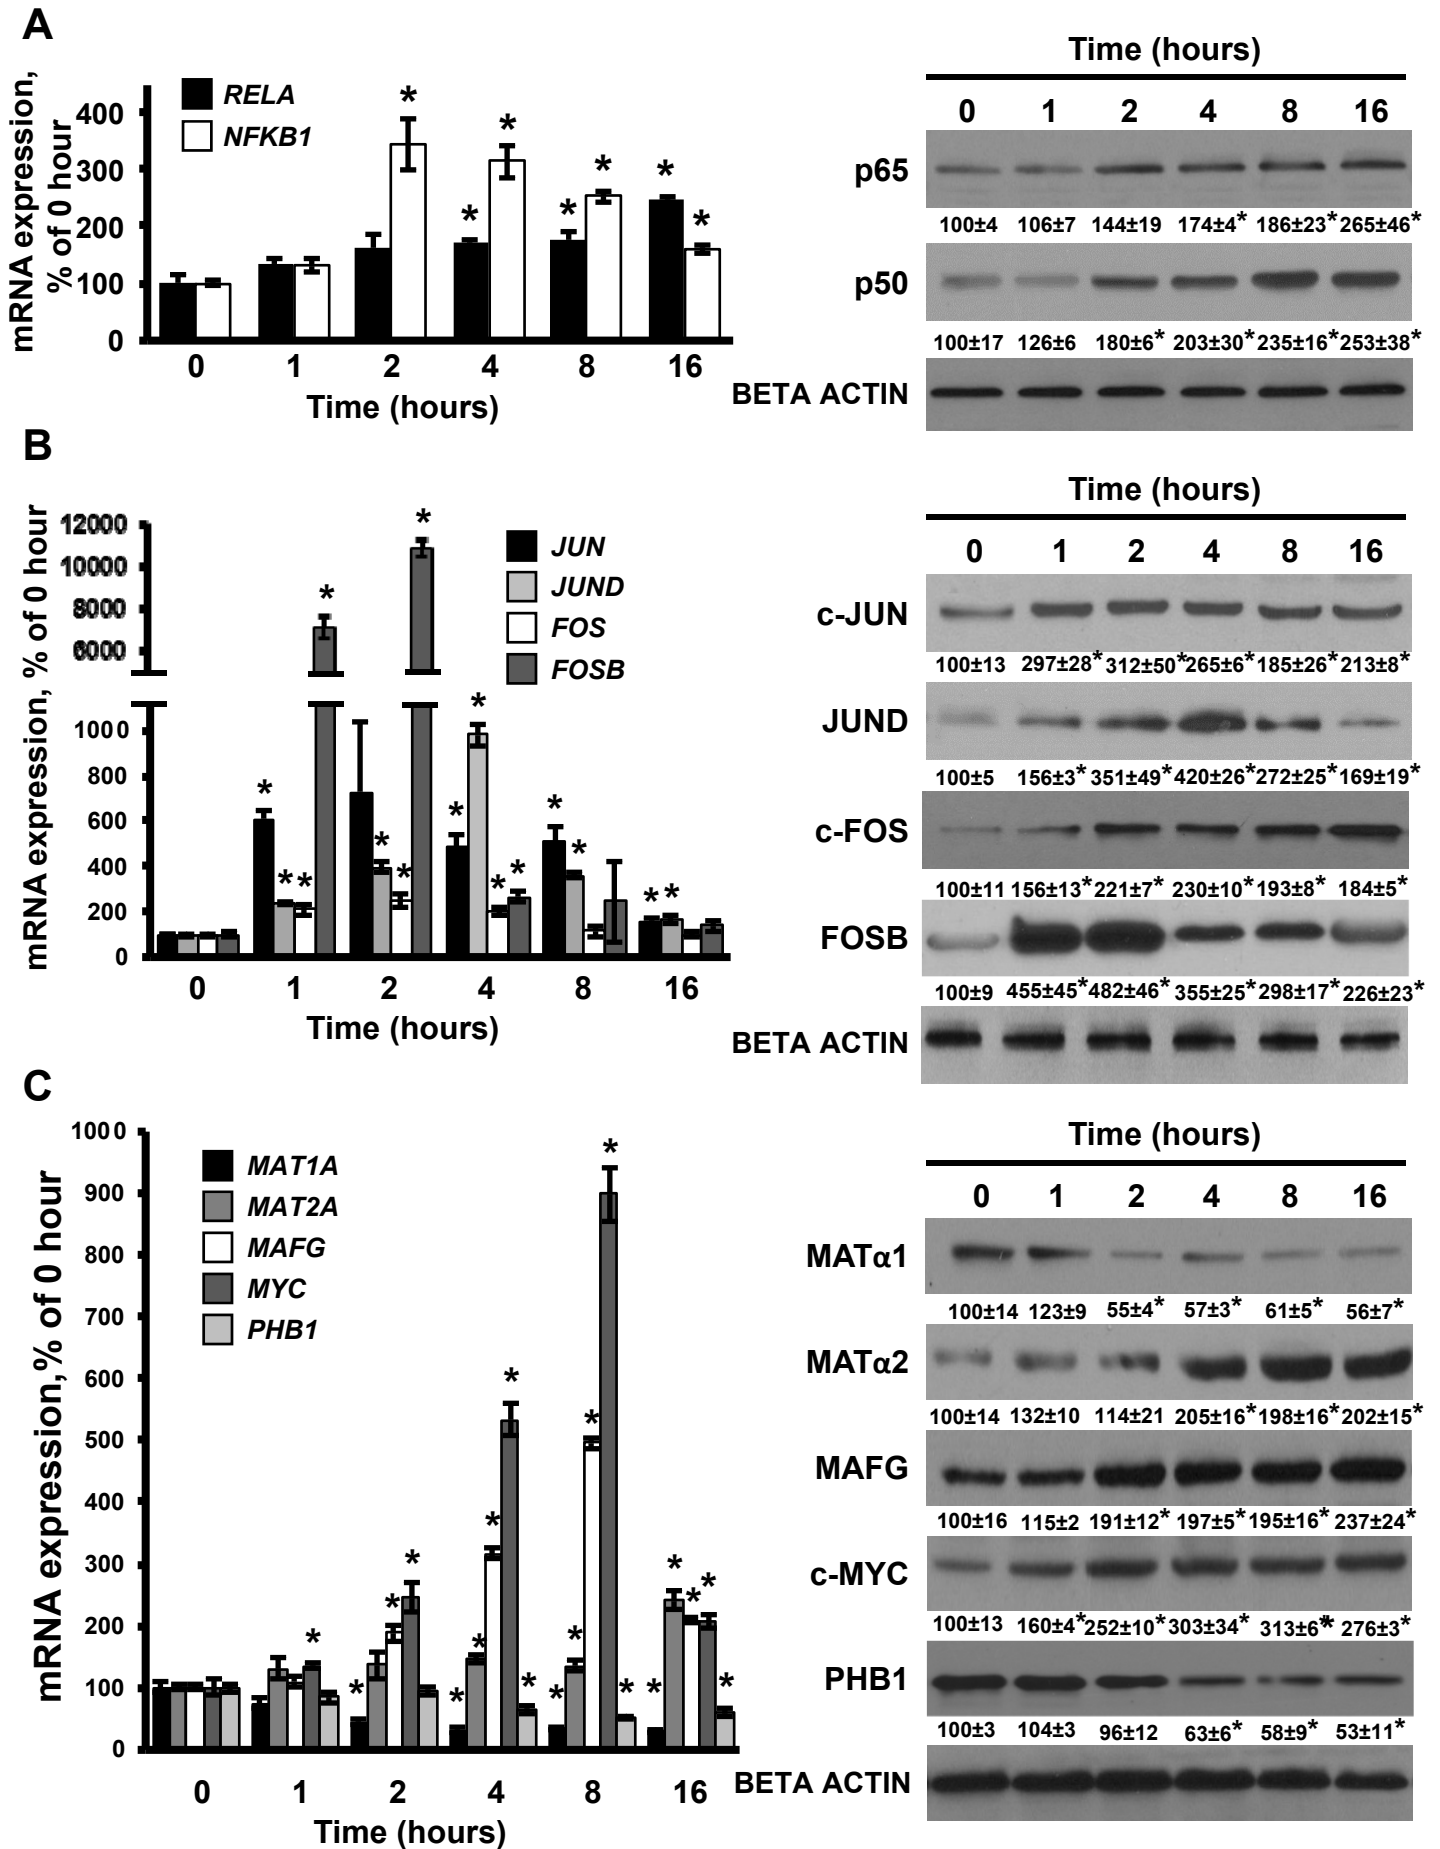 A
mRNA expression,
% of 0 hour
400
300
200
100
0
RELA
NFKB1
* * * * * * *
0 1 2 4 8 16
Time (hours)
Time (hours)
0 1 2 4 8 16
p65
100±4 106±7 144±19 174±4* 186±23* 265±46*
p50
100±17 126±6 180±6* 203±30* 235±16* 253±38*
BETA ACTIN
B
mRNA expression, % of 0 hour
12000
10000
8000
6000
1000
800
600
400
200
0
JUN
JUND
FOS
FOSB
* * * * * * * * * * * * * * *
0 1 2 4 8 16
Time (hours)
Time (hours)
0 1 2 4 8 16
c-JUN
100±13 297±28* 312±50* 265±6* 185±26* 213±8*
JUND
100±5 156±3* 351±49* 420±26* 272±25* 169±19*
c-FOS
100±11 156±13* 221±7* 230±10* 193±8* 184±5*
FOSB
100±9 455±45* 482±46* 355±25* 298±17* 226±23*
BETA ACTIN
C
mRNA expression, % of 0 hour
1000
900
800
700
600
500
400
300
200
100
0
MAT1A
MAT2A
MAFG
MYC
PHB1
* * * * * * * * * * * * * * * * * * *
0 1 2 4 8 16
Time (hours)
Time (hours)
0 1 2 4 8 16
MATα1
100±14 123±9 55±4* 57±3* 61±5* 56±7*
MATα2
100±14 132±10 114±21 205±16* 198±16* 202±15*
MAFG
100±16 115±2 191±12* 197±5* 195±16* 237±24*
c-MYC
100±13 160±4* 252±10* 303±34* 313±6** 276±3*
PHB1
100±3 104±3 96±12 63±6* 58±9* 53±11*
BETA ACTIN